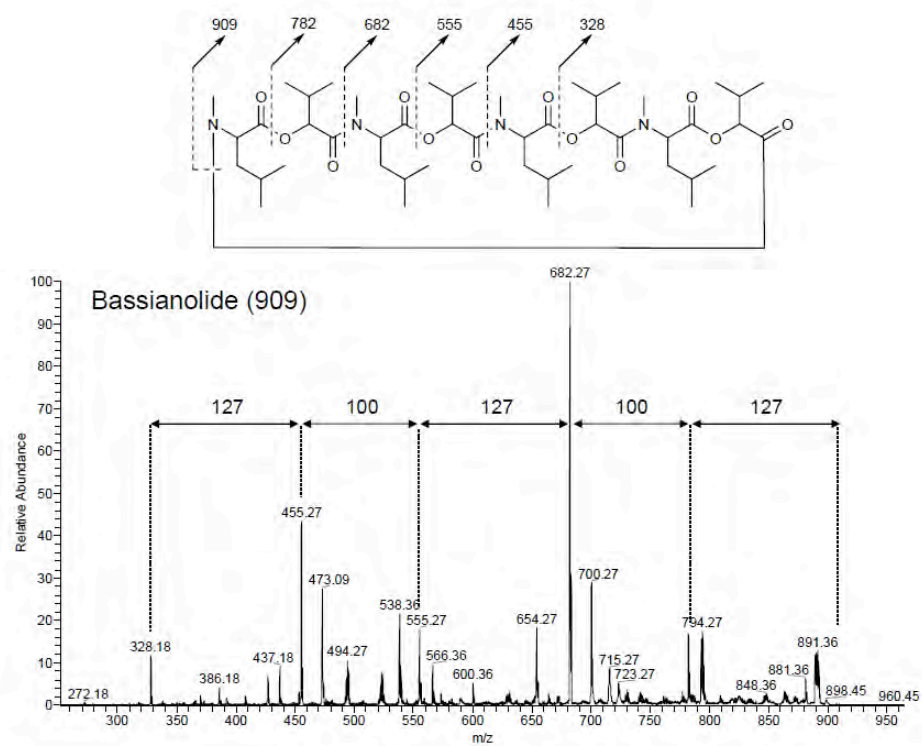 909 782 682 555 455 328
O O O O
N O N O N O N O O
O O O
682.27
100
Bassianolide (909)
90
80
127 100 127 100 127
70
60
50
455.27
40
473.09
700.27
30
538.36
555.27 654.27 794.27
20
328.18 891.36
437.18 566.36 715.27
10
386.18 494.27 600.36 723.27 848.36 881.36
272.18 898.45 960.45
0
300 350 400 450 500 550 600 650 700 750 800 850 900 950
m/z
Relative Abundance